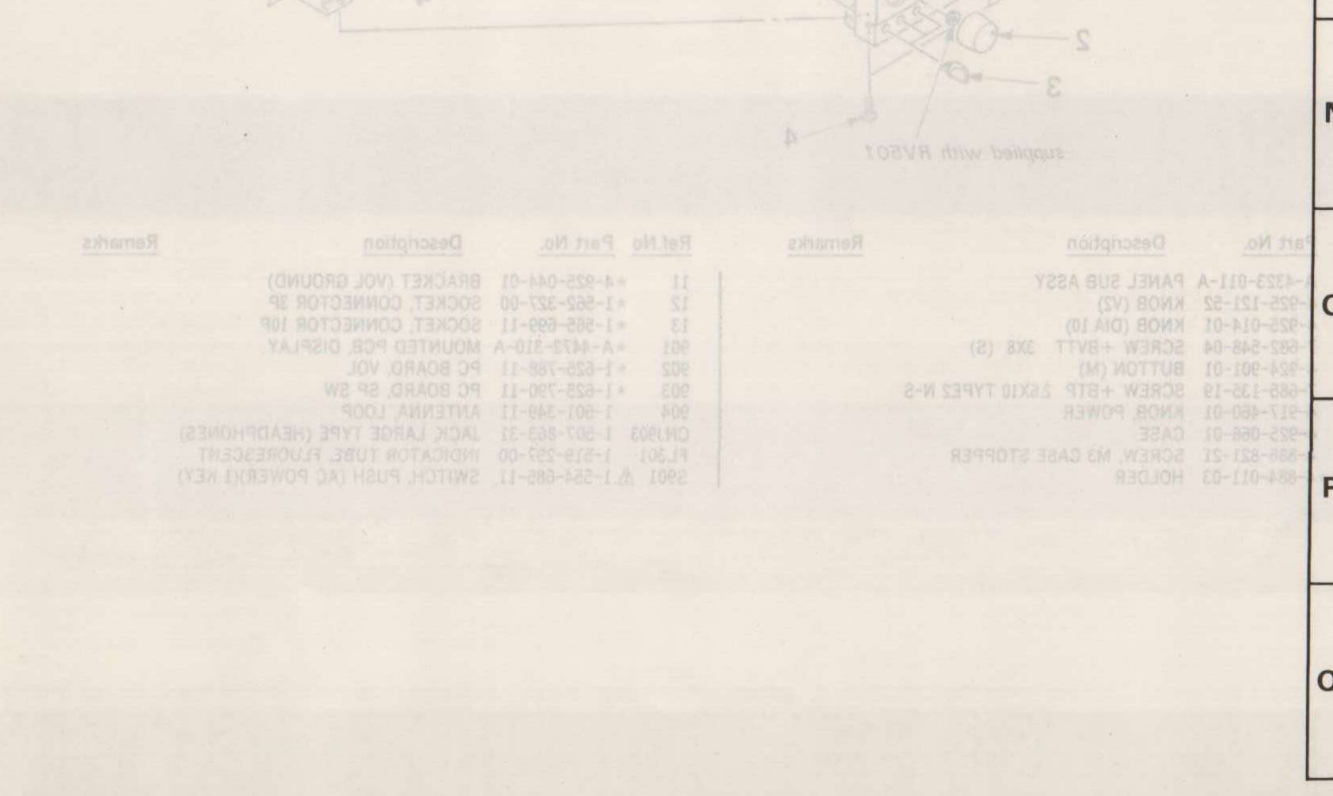 2
3
4
supplied with RV501
Part No. Description Remarks
A-4323-011-A PANEL SUB ASSY
-925-121-52 KNOB (V2)
-925-014-01 KNOB (DIA 10)
-682-548-04 SCREW +BVTT 3X8 (S)
-924-901-01 BUTTON (M)
-685-133-19 SCREW +BTP 2.6X10 TYPE2 N-S
-917-460-01 KNOB, POWER
-925-066-01 CASE
-886-821-21 SCREW, M3 CASE STOPPER
-884-011-03 HOLDER
Ref.No Part No. Description Remarks
11 *4-925-044-01 BRACKET (VOL GROUND)
12 *1-562-327-00 SOCKET, CONNECTOR 3P
13 *1-565-699-11 SOCKET, CONNECTOR 10P
901 *A-4472-310-A MOUNTED PCB, DISPLAY
902 *1-625-788-11 PC BOARD, VOL
903 *1-625-790-11 PC BOARD, SP SW
904 1-501-349-11 ANTENNA, LOOP
CNJ903 1-507-863-31 JACK, LARGE TYPE (HEADPHONES)
FL301 1-519-297-00 INDICATOR TUBE, FLUORESCENT
S901 ⚠.1-554-685-11 SWITCH, PUSH (AC POWER)(1 KEY)